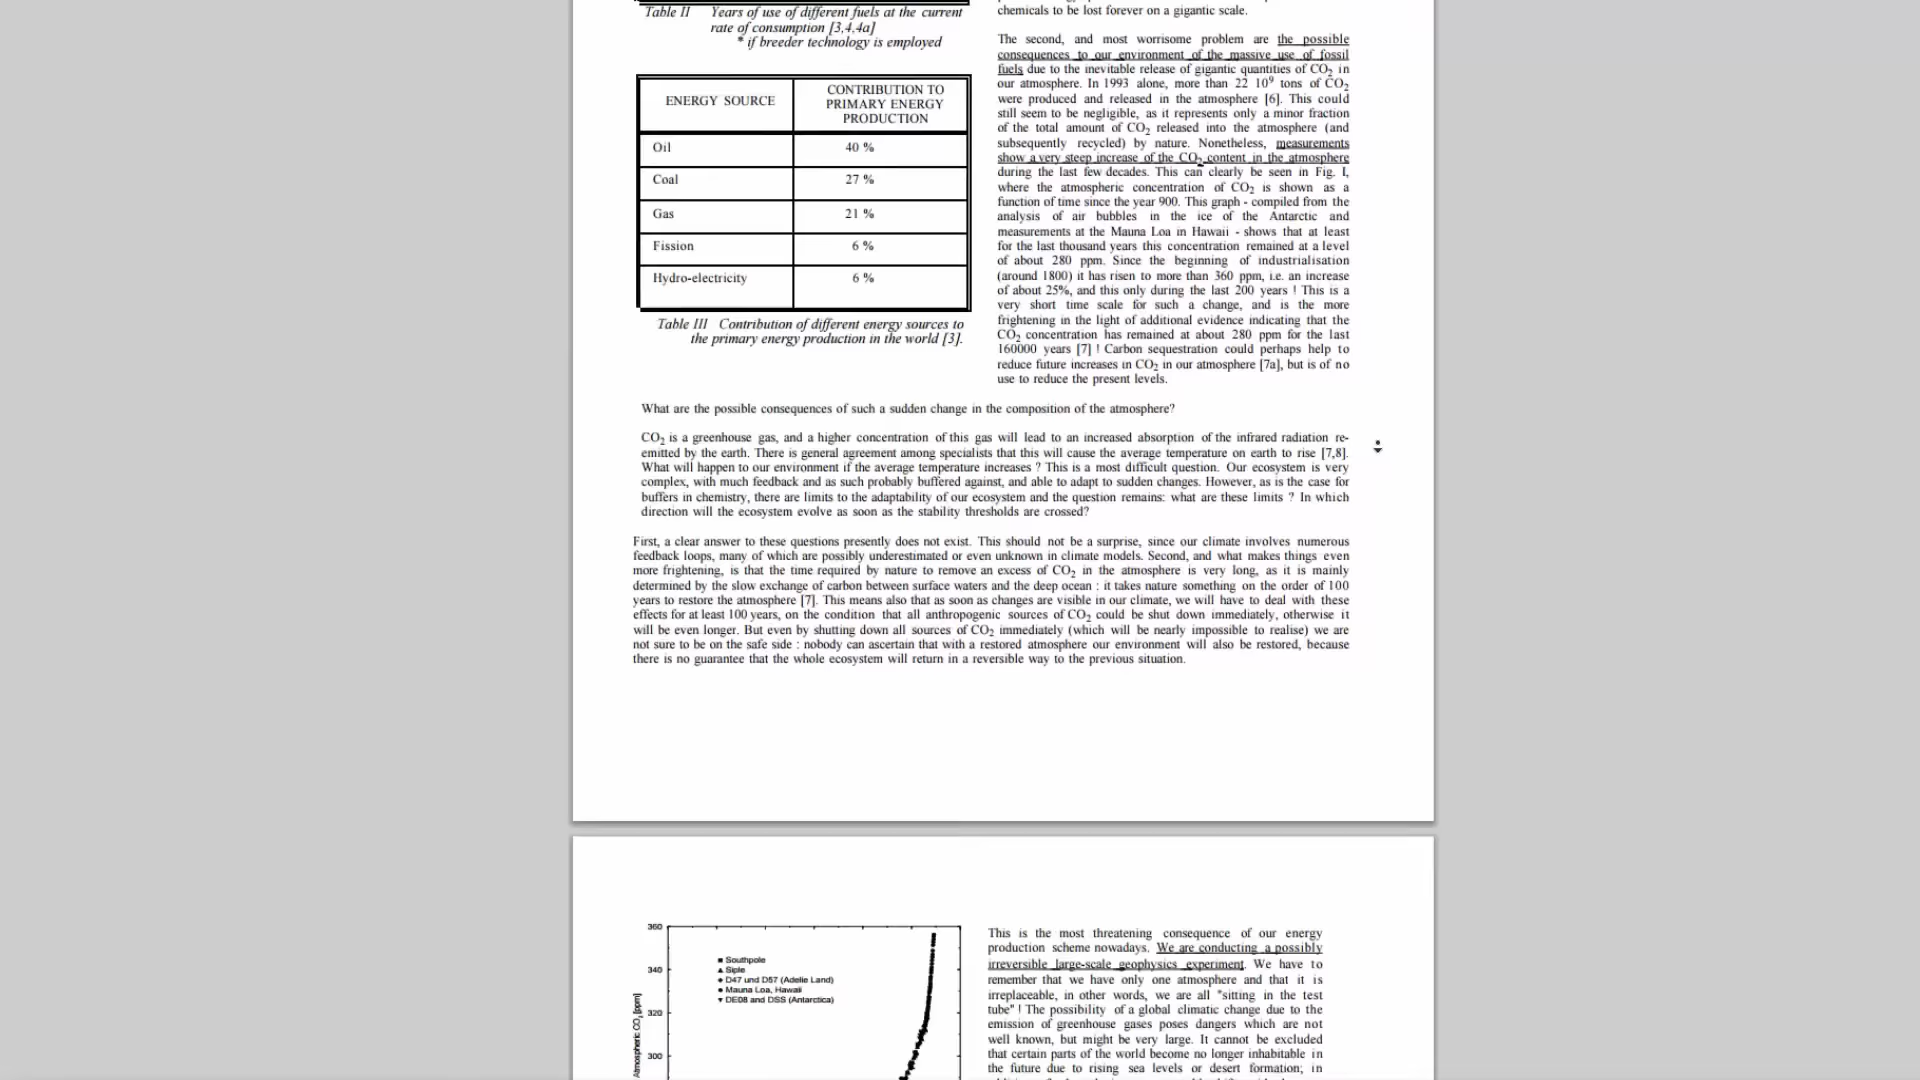 Table II Years of use of different fuels at the current
rate of consumption [3,4,4a]
* if breeder technology is employed
ENERGY SOURCE
CONTRIBUTION TO
PRIMARY ENERGY
PRODUCTION
Oil 40 %
Coal 27 %
Gas 21 %
Fission 6 %
Hydro-electricity 6 %
Table III Contribution of different energy sources to
the primary energy production in the world [3].
chemicals to be lost forever on a gigantic scale.
The second, and most worrisome problem are the possible
consequences to our environment of the massive use of fossil
fuels due to the inevitable release of gigantic quantities of CO2 in
our atmosphere. In 1993 alone, more than 22 10⁹ tons of CO2
were produced and released in the atmosphere [6]. This could
still seem to be negligible, as it represents only a minor fraction
of the total amount of CO2 released into the atmosphere (and
subsequently recycled) by nature. Nonetheless, measurements
show a very steep increase of the CO2 content in the atmosphere
during the last few decades. This can clearly be seen in Fig. I,
where the atmospheric concentration of CO2 is shown as a
function of time since the year 900. This graph - compiled from the
analysis of air bubbles in the ice of the Antarctic and
measurements at the Mauna Loa in Hawaii - shows that at least
for the last thousand years this concentration remained at a level
of about 280 ppm. Since the beginning of industrialisation
(around 1800) it has risen to more than 360 ppm, i.e. an increase
of about 25%, and this only during the last 200 years ! This is a
very short time scale for such a change, and is the more
frightening in the light of additional evidence indicating that the
CO2 concentration has remained at about 280 ppm for the last
160000 years [7] ! Carbon sequestration could perhaps help to
reduce future increases in CO2 in our atmosphere [7a], but is of no
use to reduce the present levels.
What are the possible consequences of such a sudden change in the composition of the atmosphere?
CO2 is a greenhouse gas, and a higher concentration of this gas will lead to an increased absorption of the infrared radiation re-
emitted by the earth. There is general agreement among specialists that this will cause the average temperature on earth to rise [7,8].
What will happen to our environment if the average temperature increases ? This is a most difficult question. Our ecosystem is very
complex, with much feedback and as such probably buffered against, and able to adapt to sudden changes. However, as is the case for
buffers in chemistry, there are limits to the adaptability of our ecosystem and the question remains: what are these limits ? In which
direction will the ecosystem evolve as soon as the stability thresholds are crossed?
First, a clear answer to these questions presently does not exist. This should not be a surprise, since our climate involves numerous
feedback loops, many of which are possibly underestimated or even unknown in climate models. Second, and what makes things even
more frightening, is that the time required by nature to remove an excess of CO2 in the atmosphere is very long, as it is mainly
determined by the slow exchange of carbon between surface waters and the deep ocean : it takes nature something on the order of 100
years to restore the atmosphere [7]. This means also that as soon as changes are visible in our climate, we will have to deal with these
effects for at least 100 years, on the condition that all anthropogenic sources of CO2 could be shut down immediately, otherwise it
will be even longer. But even by shutting down all sources of CO2 immediately (which will be nearly impossible to realise) we are
not sure to be on the safe side : nobody can ascertain that with a restored atmosphere our environment will also be restored, because
there is no guarantee that the whole ecosystem will return in a reversible way to the previous situation.
360
340
320
300
Atmospheric CO2 [ppm]
Southpole
Siple
D47 und D57 (Adelie Land)
Mauna Loa, Hawaii
DE08 and DSS (Antarctica)
This is the most threatening consequence of our energy
production scheme nowadays. We are conducting a possibly
irreversible large-scale geophysics experiment. We have to
remember that we have only one atmosphere and that it is
irreplaceable, in other words, we are all "sitting in the test
tube" ! The possibility of a global climatic change due to the
emission of greenhouse gases poses dangers which are not
well known, but might be very large. It cannot be excluded
that certain parts of the world become no longer inhabitable in
the future due to rising sea levels or desert formation; in